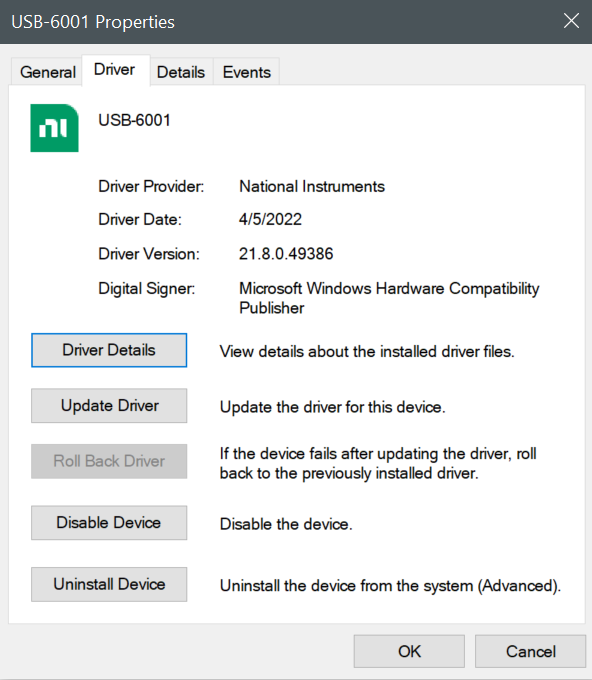 USB-6001 Properties
General Driver Details Events
ni
USB-6001
Driver Provider: National Instruments
Driver Date: 4/5/2022
Driver Version: 21.8.0.49386
Digital Signer: Microsoft Windows Hardware Compatibility
Publisher
Driver Details View details about the installed driver files.
Update Driver Update the driver for this device.
Roll Back Driver If the device fails after updating the driver, roll
back to the previously installed driver.
Disable Device Disable the device.
Uninstall Device Uninstall the device from the system (Advanced).
OK Cancel